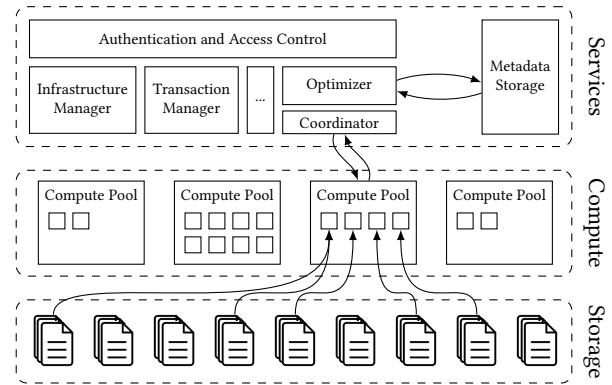 Authentication and Access Control
Infrastructure
Manager
Transaction
Manager
...
Optimizer
Coordinator
Metadata
Storage
Services
Compute Pool
Compute Pool
Compute Pool
Compute Pool
Compute
Storage